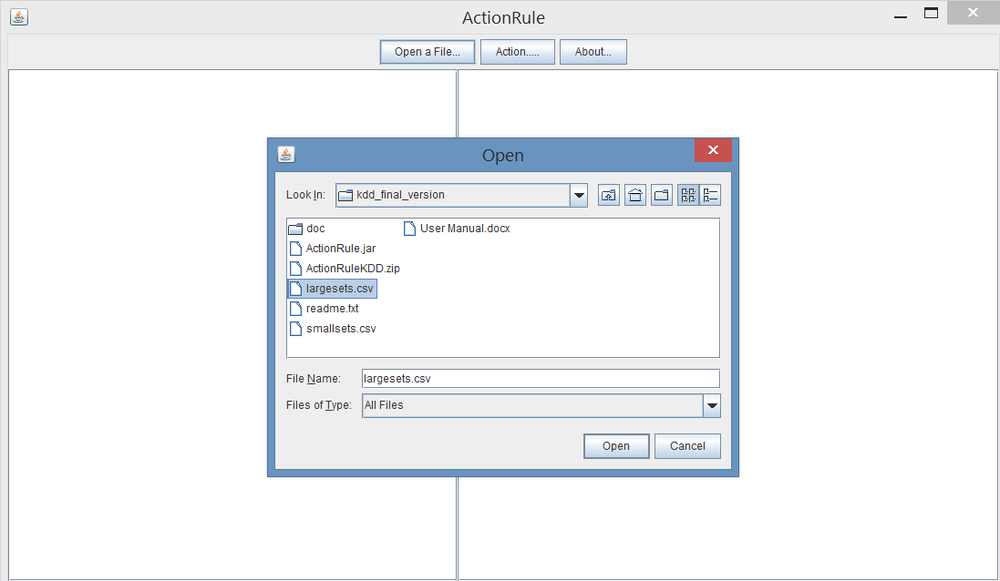 ActionRule
Open a File... Action..... About...
Open
Look In: kdd_final_version
doc User Manual.docx
ActionRule.jar
ActionRuleKDD.zip
largesets.csv
readme.txt
smallsets.csv
File Name: largesets.csv
Files of Type: All Files
Open Cancel